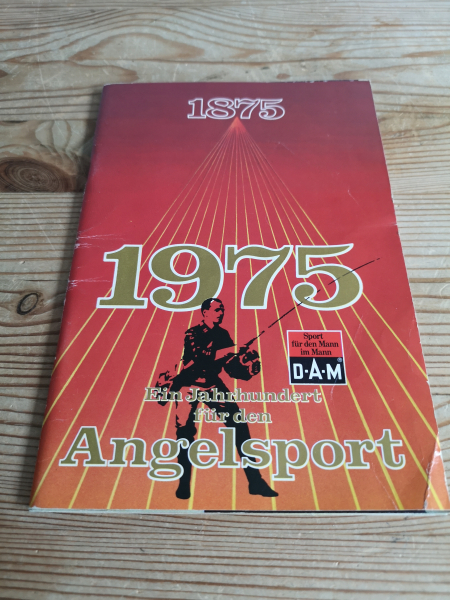 1875
1975
Sport
für den Mann
im Mann
D·A·M®
Ein Jahrhundert
für den
Angelsport